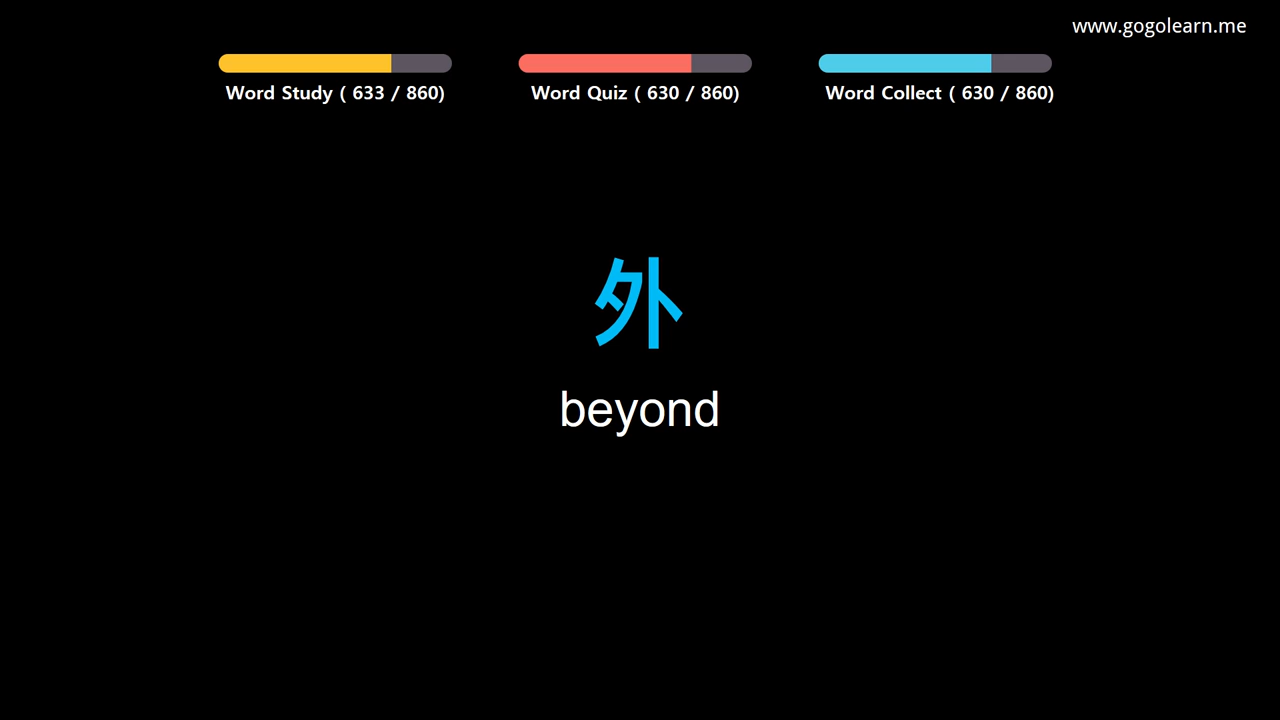 www.gogolearn.me
Word Study ( 633 / 860)
Word Quiz ( 630 / 860)
Word Collect ( 630 / 860)
外
beyond